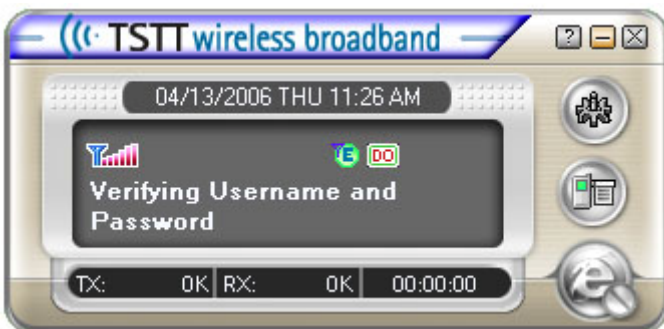 TSTT wireless broadband
?
04/13/2006 THU 11:26 AM
E DO
Verifying Username and
Password
TX: 0K RX: 0K 00:00:00